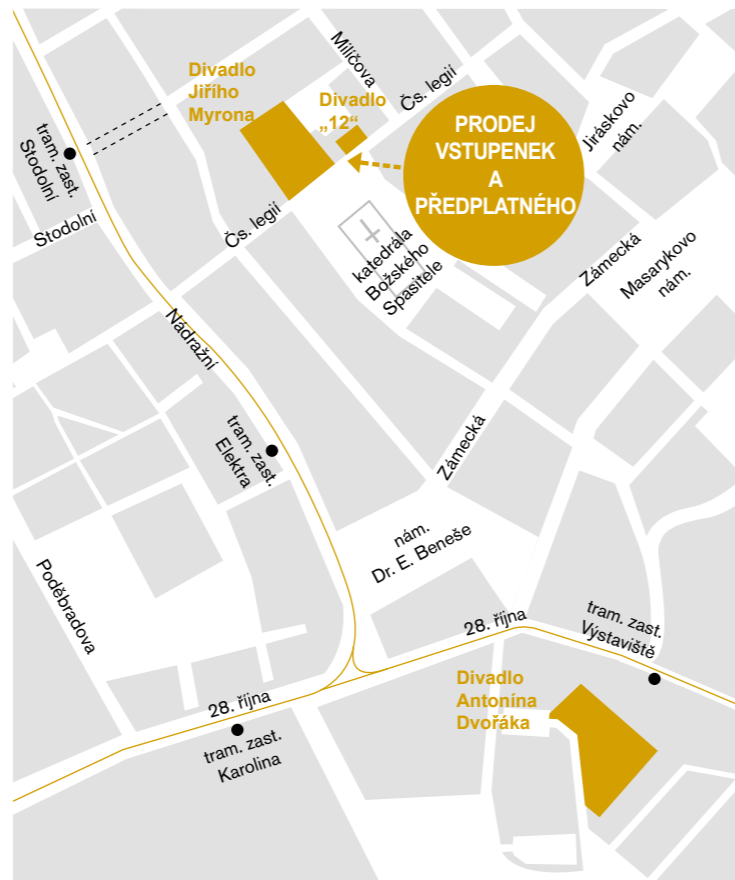 Milíčova
Čs. legií
Divadlo
Jiřího
Myrona
Divadlo
„12“
PRODEJ
VSTUPENEK
A
PŘEDPLATNÉHO
Jiráskovo
nám.
tram. zast.
Stodolní
Stodolní
Čs. legií
katedrála
Božského
Spasitele
Zámecká
Masarykovo
nám.
Nádražní
tram. zast.
Elektra
Zámecká
nám.
Dr. E. Beneše
Poděbradova
28. října
tram. zast.
Výstaviště
Divadlo
Antonína
Dvořáka
28. října
tram. zast.
Karolina